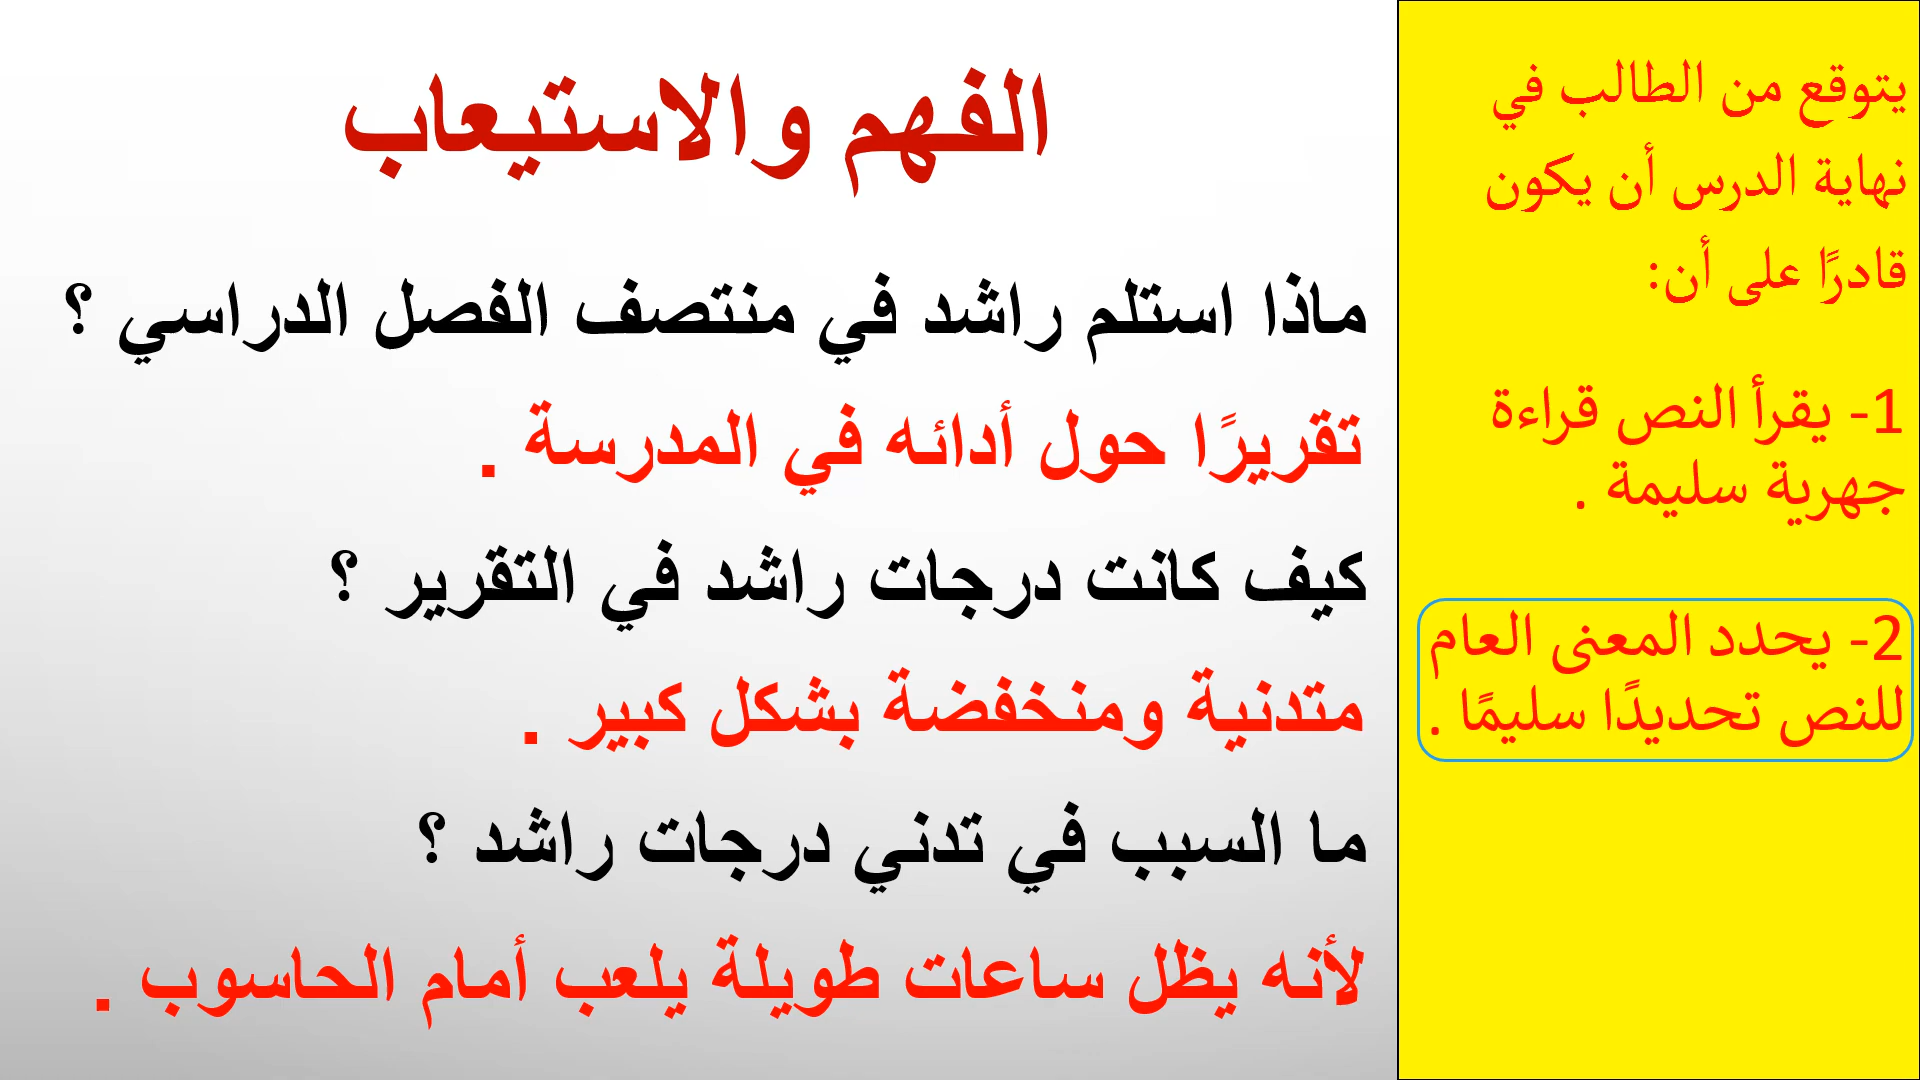 يتوقع من الطالب في
نهاية الدرس أن يكون
قادرًا على أن:
1- يقرأ النص قراءة
جهرية سليمة .
2- يحدد المعنى العام
للنص تحديدًا سليمًا .
الفهم والاستيعاب
ماذا استلم راشد في منتصف الفصل الدراسي ؟
تقريرًا حول أدائه في المدرسة .
كيف كانت درجات راشد في التقرير ؟
متدنية ومنخفضة بشكل كبير .
ما السبب في تدني درجات راشد ؟
لأنه يظل ساعات طويلة يلعب أمام الحاسوب .